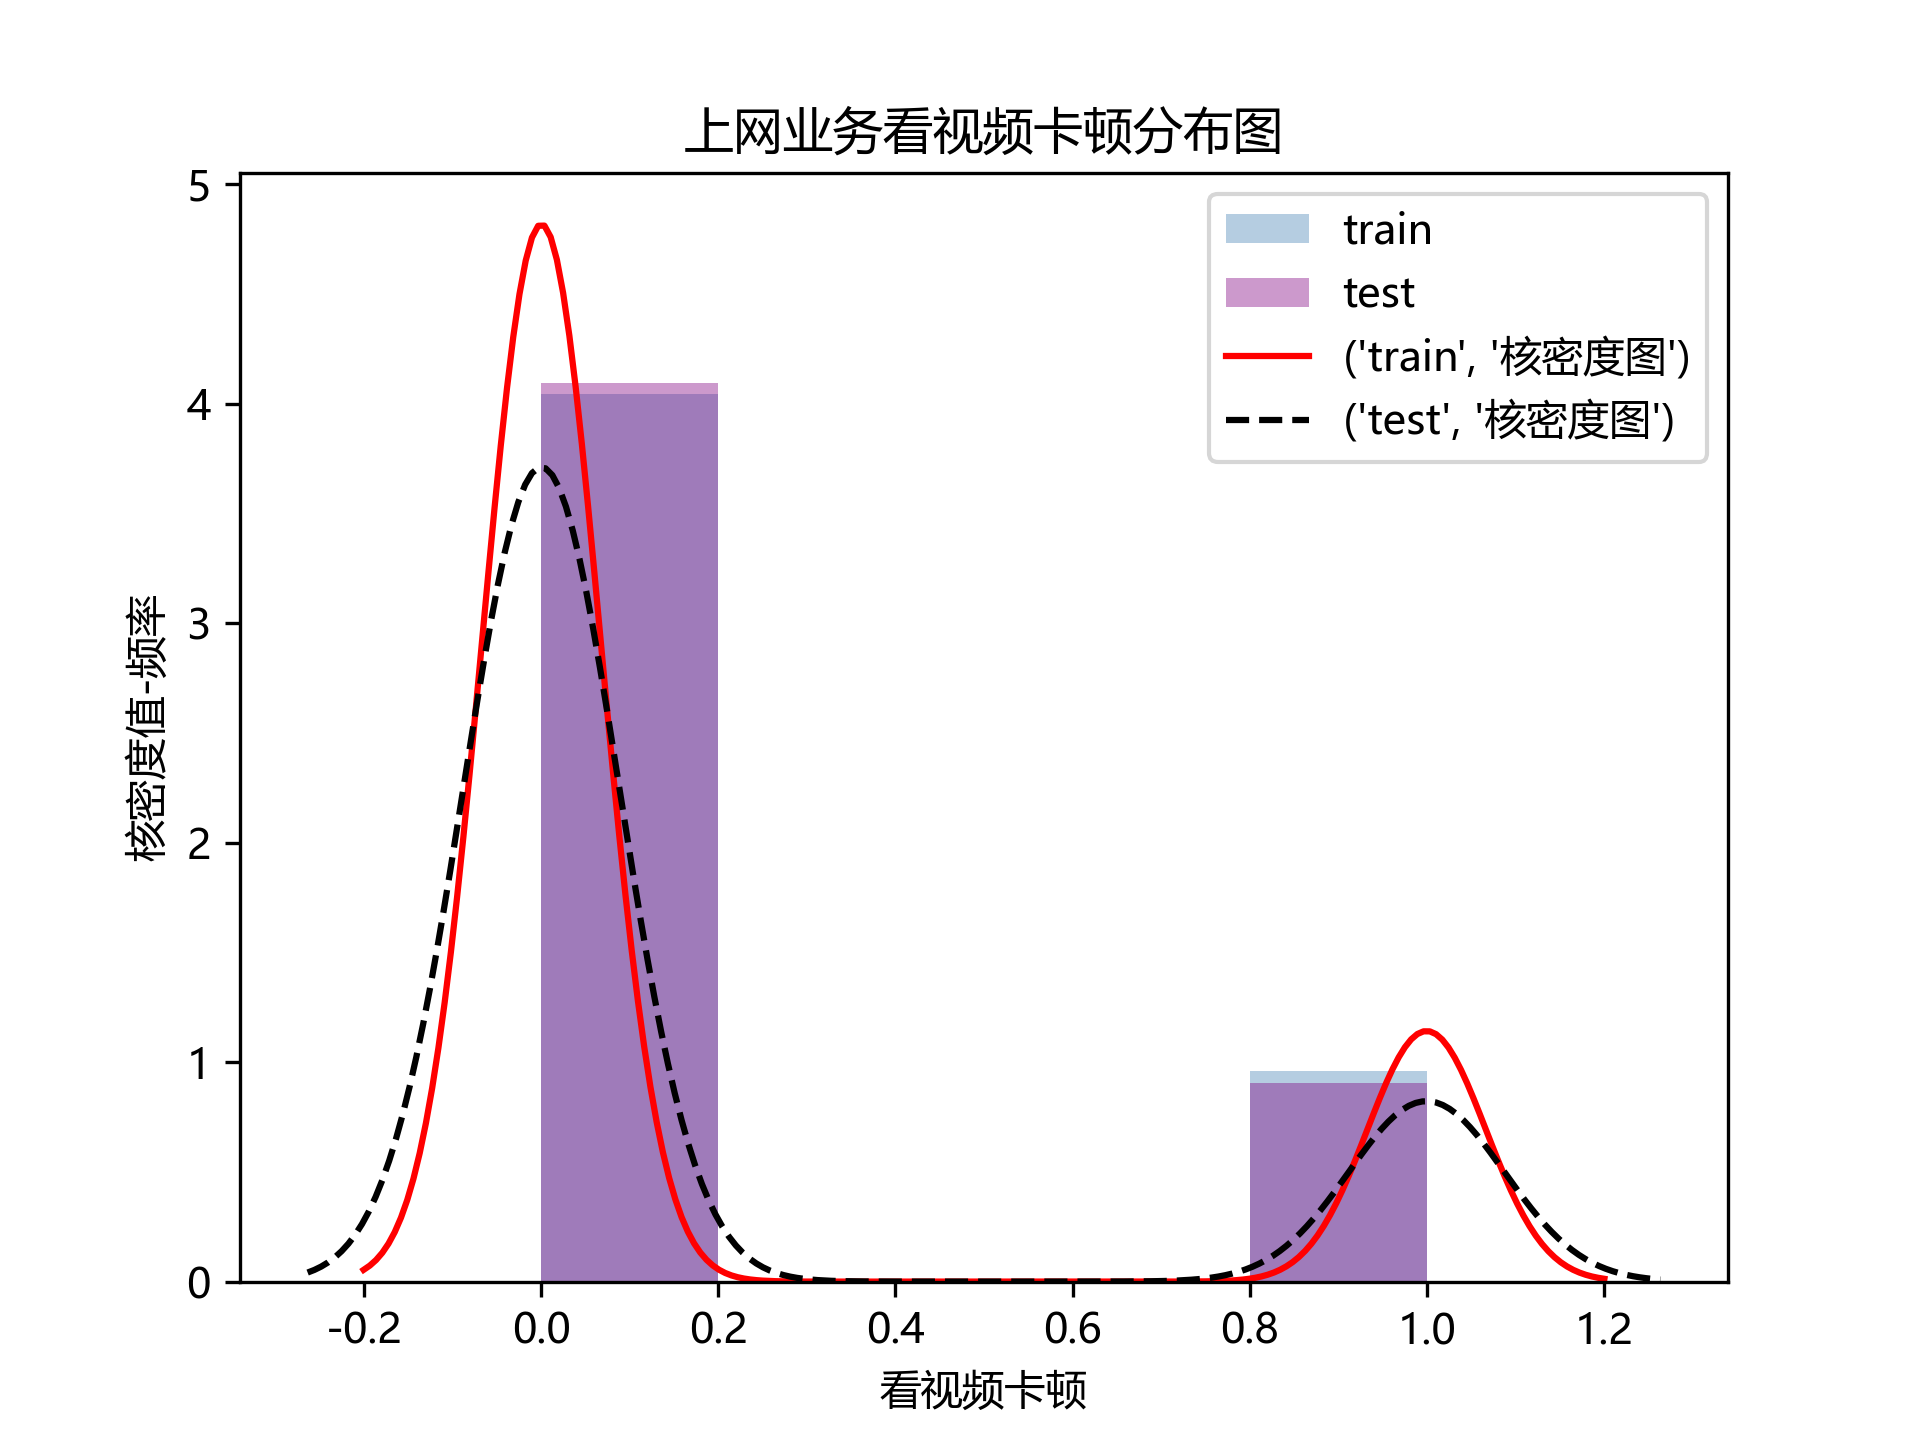 上网业务看视频卡顿分布图
train
test
('train', '核密度图')
('test', '核密度图')
核密度值-频率
5
4
3
2
1
0
-0.2 0.0 0.2 0.4 0.6 0.8 1.0 1.2
看视频卡顿